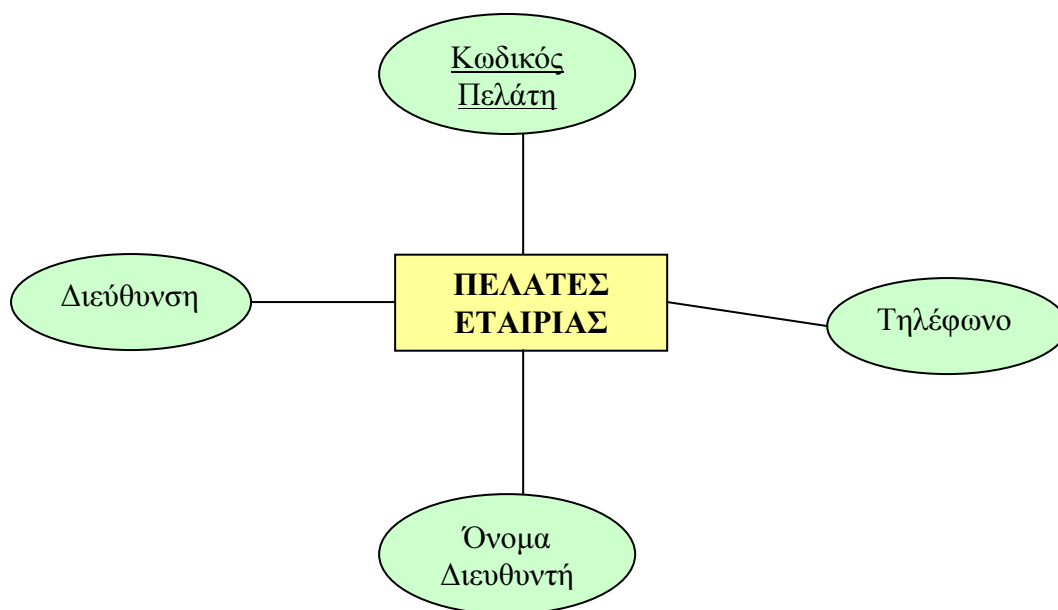 Κωδικός
Πελάτη
ΠΕΛΑΤΕΣ
ΕΤΑΙΡΙΑΣ
Διεύθυνση
Τηλέφωνο
Όνομα
Διευθυντή